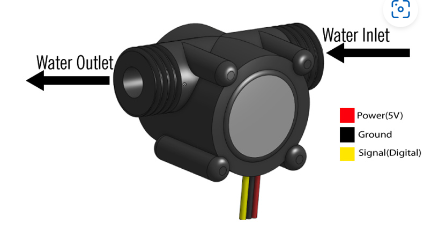 Water Inlet
Water Outlet
Power(5V)
Ground
Signal(Digital)